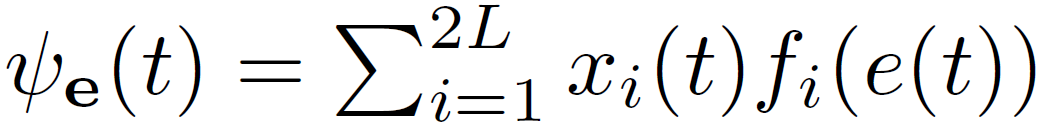 ψ_𝐞(t) = ∑_{i=1}^{2L} x_i(t) f_i(e(t))